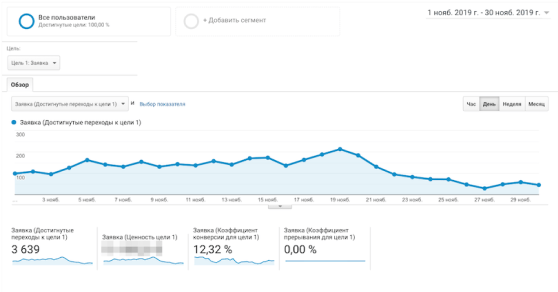 Все пользователи
Достигнутые цели: 100,00 %
+ Добавить сегмент
1 нояб. 2019 г. - 30 нояб. 2019 г.
Цель:
Цель 1: Заявка
Обзор
Заявка (Достигнутые переходы к цели 1) и Выбор показателя
Час День Неделя Месяц
Заявка (Достигнутые переходы к цели 1)
300
200
100
... 3 нояб. 5 нояб. 7 нояб. 9 нояб. 11 нояб. 13 нояб. 15 нояб. 17 нояб. 19 нояб. 21 нояб. 23 нояб. 25 нояб. 27 нояб. 29 нояб.
Заявка (Достигнутые переходы к цели 1)
3 639
Заявка (Ценность цели 1)
Заявка (Коэффициент конверсии для цели 1)
12,32 %
Заявка (Коэффициент прерывания для цели 1)
0,00 %